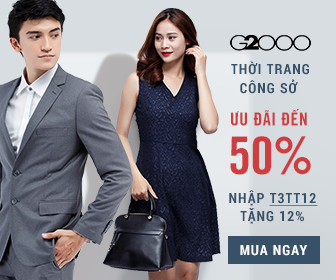 G2000
THỜI TRANG
CÔNG SỞ
ƯU ĐÃI ĐẾN
50%
NHẬP T3TT12
TẶNG 12%
MUA NGAY